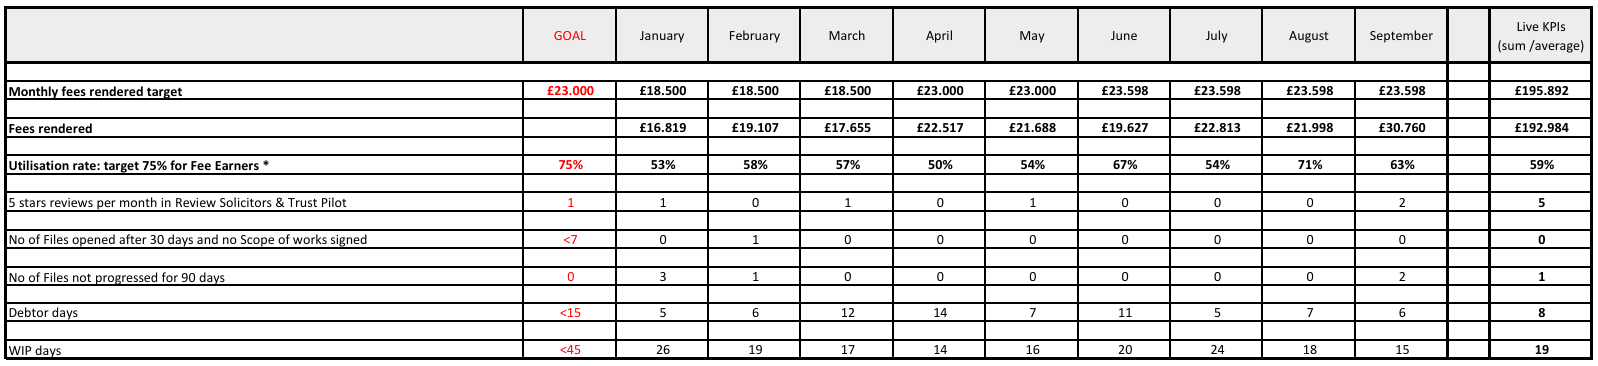 GOAL January February March April May June July August September Live KPIs
(sum /average)
Monthly fees rendered target £23.000 £18.500 £18.500 £18.500 £23.000 £23.000 £23.598 £23.598 £23.598 £23.598 £195.892
Fees rendered £16.819 £19.107 £17.655 £22.517 £21.688 £19.627 £22.813 £21.998 £30.760 £192.984
Utilisation rate: target 75% for Fee Earners * 75% 53% 58% 57% 50% 54% 67% 54% 71% 63% 59%
5 stars reviews per month in Review Solicitors & Trust Pilot 1 1 0 1 0 1 0 0 0 2 5
No of Files opened after 30 days and no Scope of works signed <7 0 1 0 0 0 0 0 0 0 0
No of Files not progressed for 90 days 0 3 1 0 0 0 0 0 0 2 1
Debtor days <15 5 6 12 14 7 11 5 7 6 8
WIP days <45 26 19 17 14 16 20 24 18 15 19